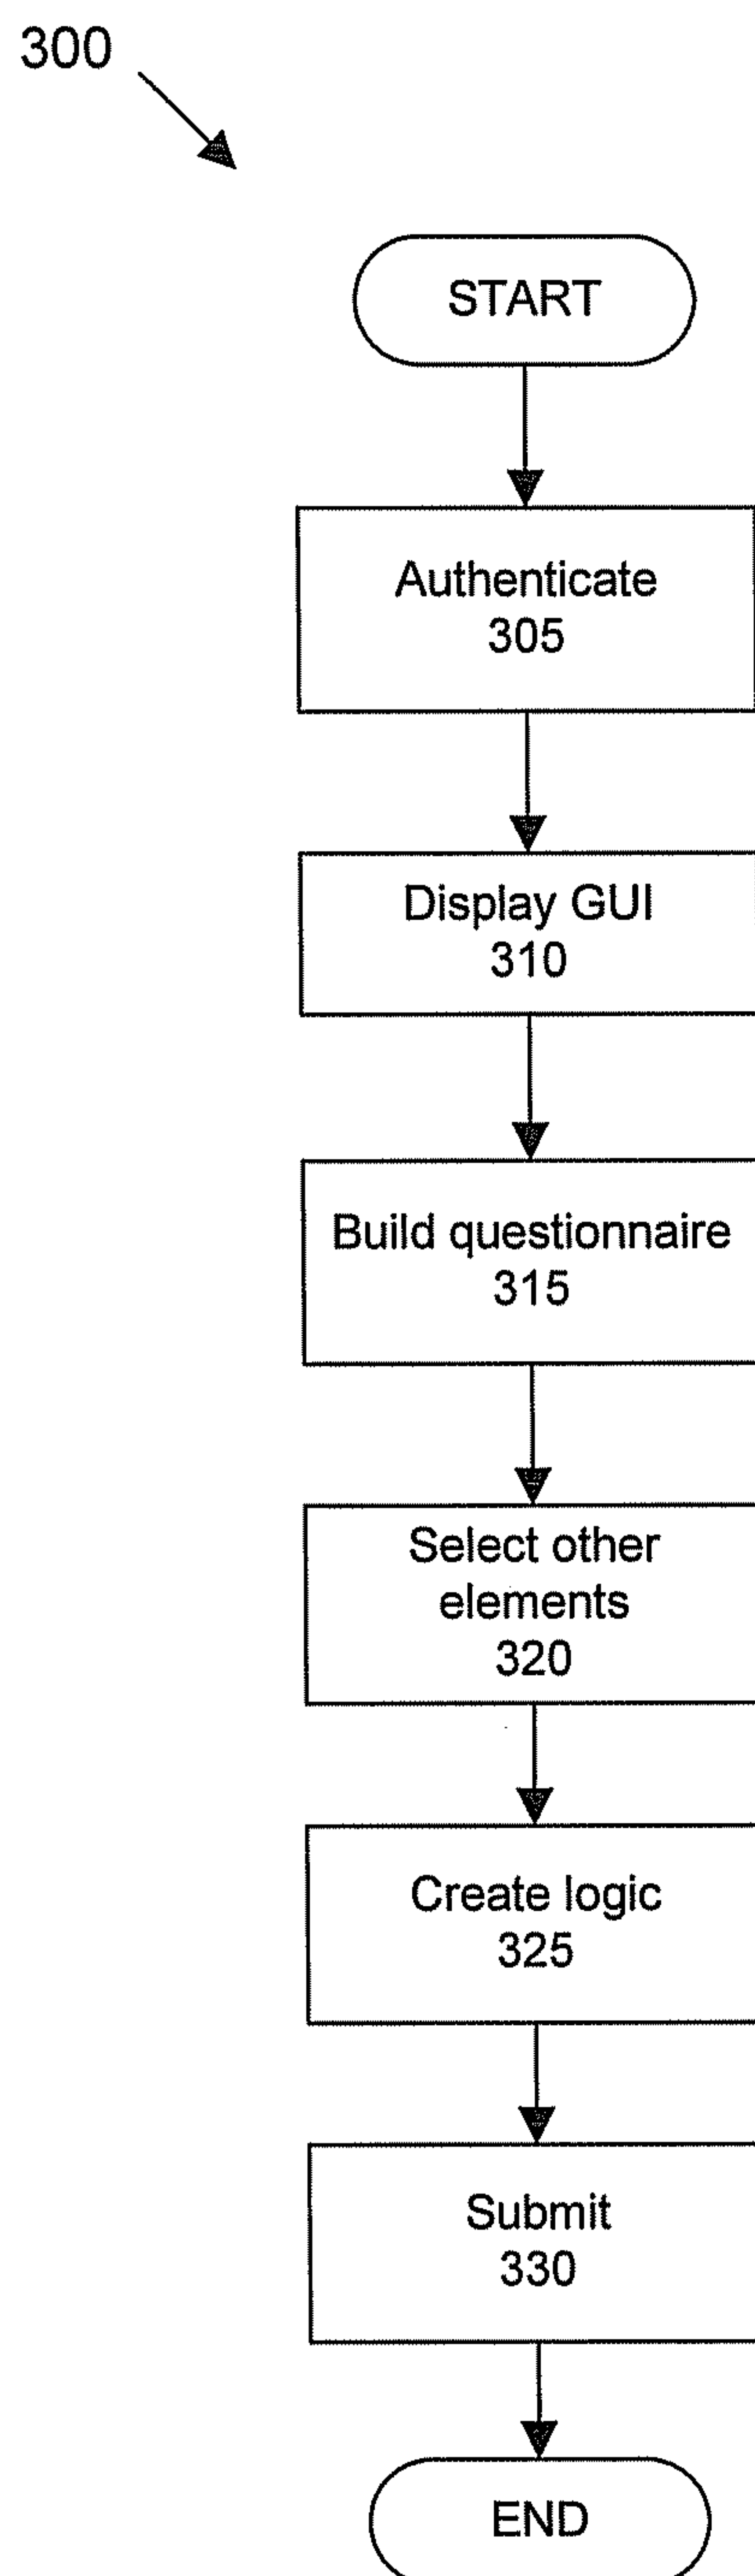 300
START
Authenticate
305
Display GUI
310
Build questionnaire
315
Select other
elements
320
Create logic
325
Submit
330
END